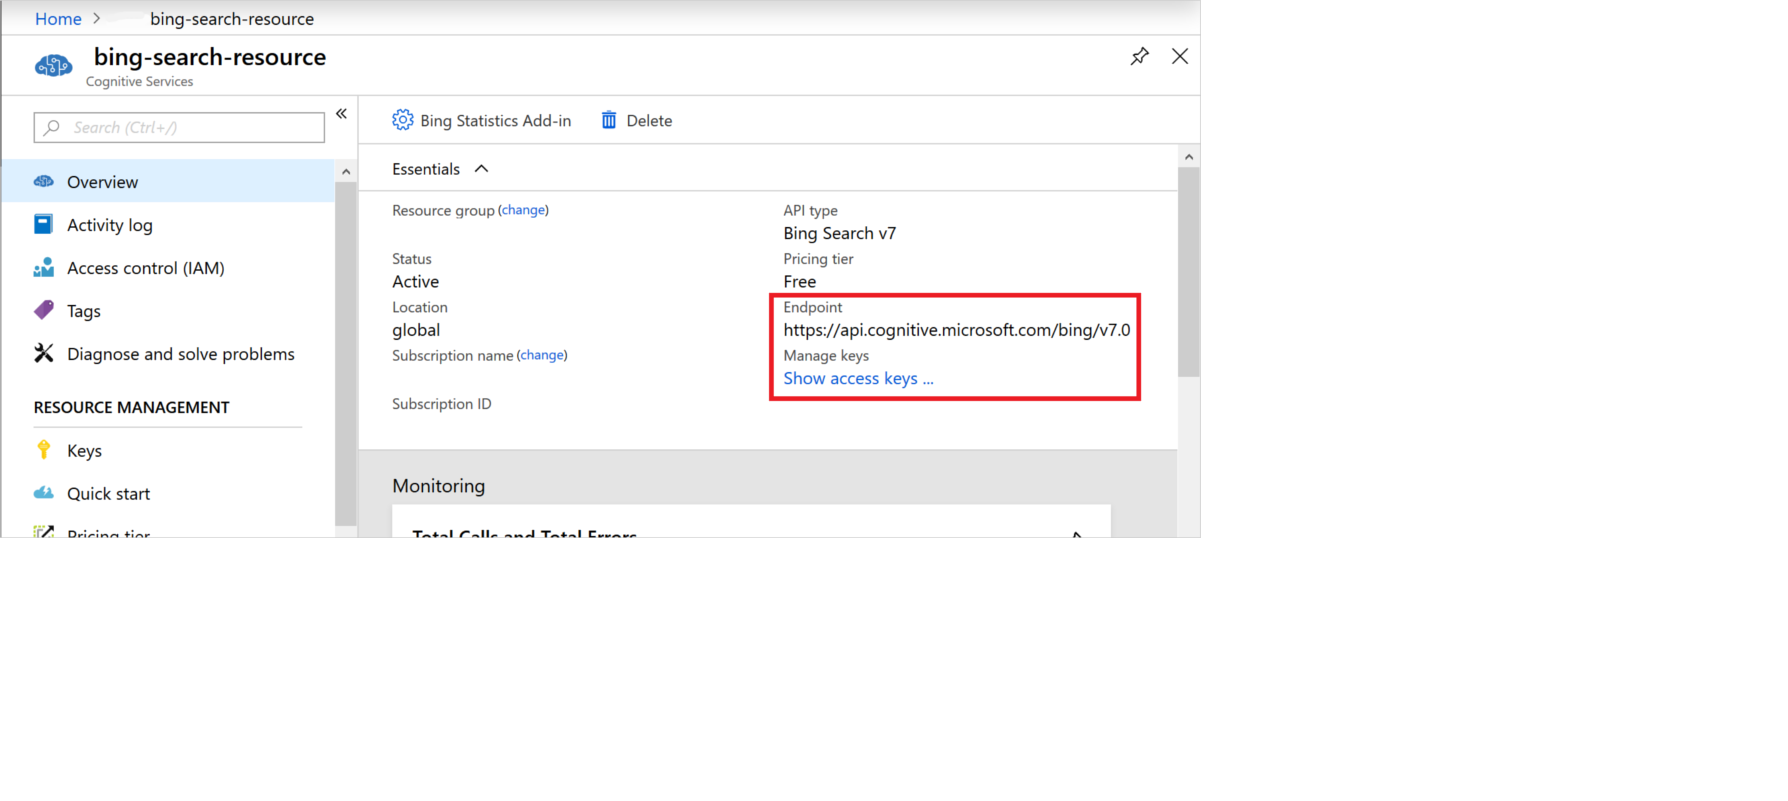 Home > bing-search-resource
bing-search-resource
Cognitive Services
Search (Ctrl+/)
Overview
Activity log
Access control (IAM)
Tags
Diagnose and solve problems
RESOURCE MANAGEMENT
Keys
Quick start
Pricing tier
Bing Statistics Add-in
Delete
Essentials
Resource group (change)
Status
Active
Location
global
Subscription name (change)
Subscription ID
API type
Bing Search v7
Pricing tier
Free
Endpoint
https://api.cognitive.microsoft.com/bing/v7.0
Manage keys
Show access keys ...
Monitoring
Total Calls and Total Errors